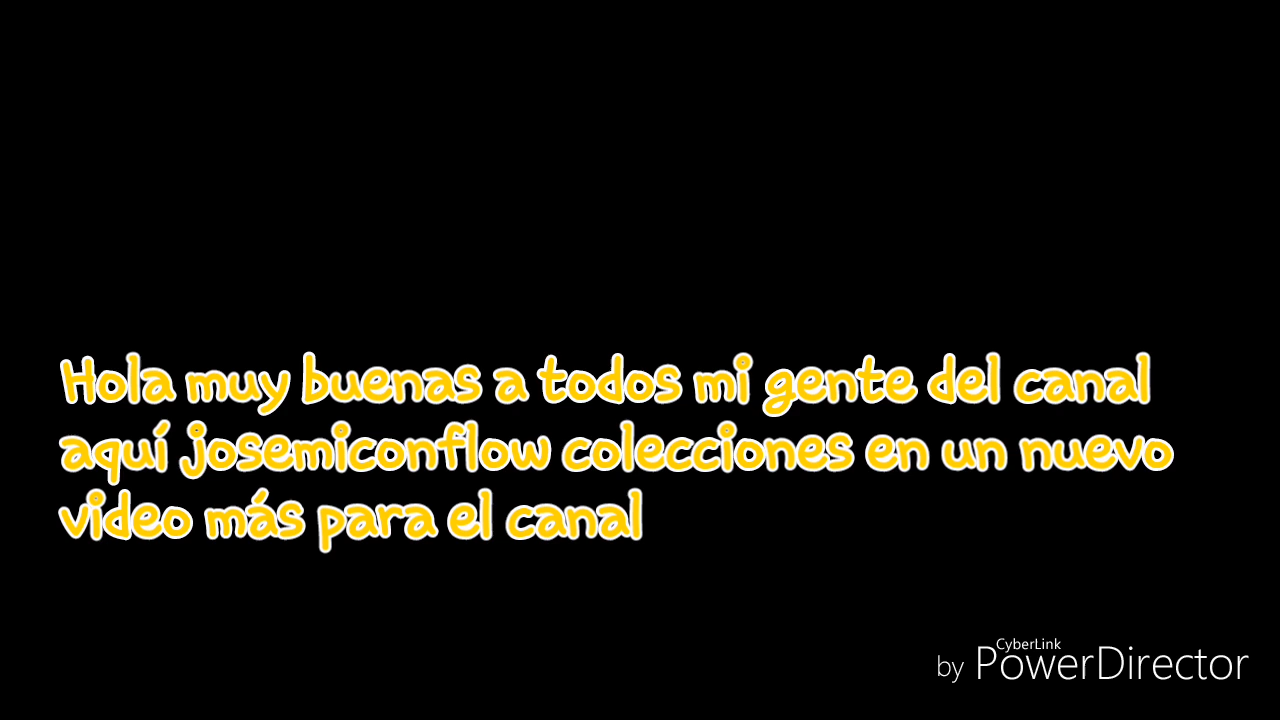 Hola muy buenas a todos mi gente del canal
aquí josemiconflow colecciones en un nuevo
video más para el canal
CyberLink
by PowerDirector